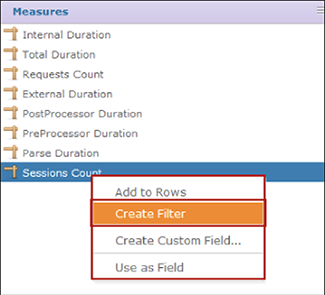 Measures
Internal Duration
Total Duration
Requests Count
External Duration
PostProcessor Duration
PreProcessor Duration
Parse Duration
Sessions Count
Add to Rows
Create Filter
Create Custom Field...
Use as Field